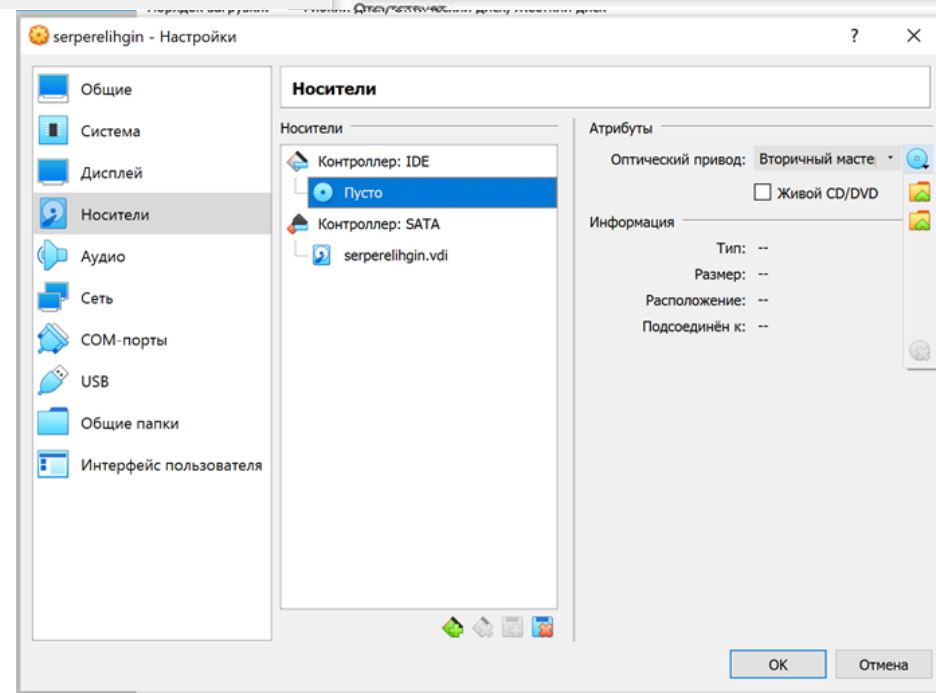 serperelihgin - Настройки
?
Общие
Система
Дисплей
Носители
Аудио
Сеть
COM-порты
USB
Общие папки
Интерфейс пользователя
Носители
Носители
Контроллер: IDE
Пусто
Контроллер: SATA
serperelihgin.vdi
Атрибуты
Оптический привод: Вторичный масте
Живой CD/DVD
Информация
Тип: --
Размер: --
Расположение: --
Подсоединён к: --
OK
Отмена